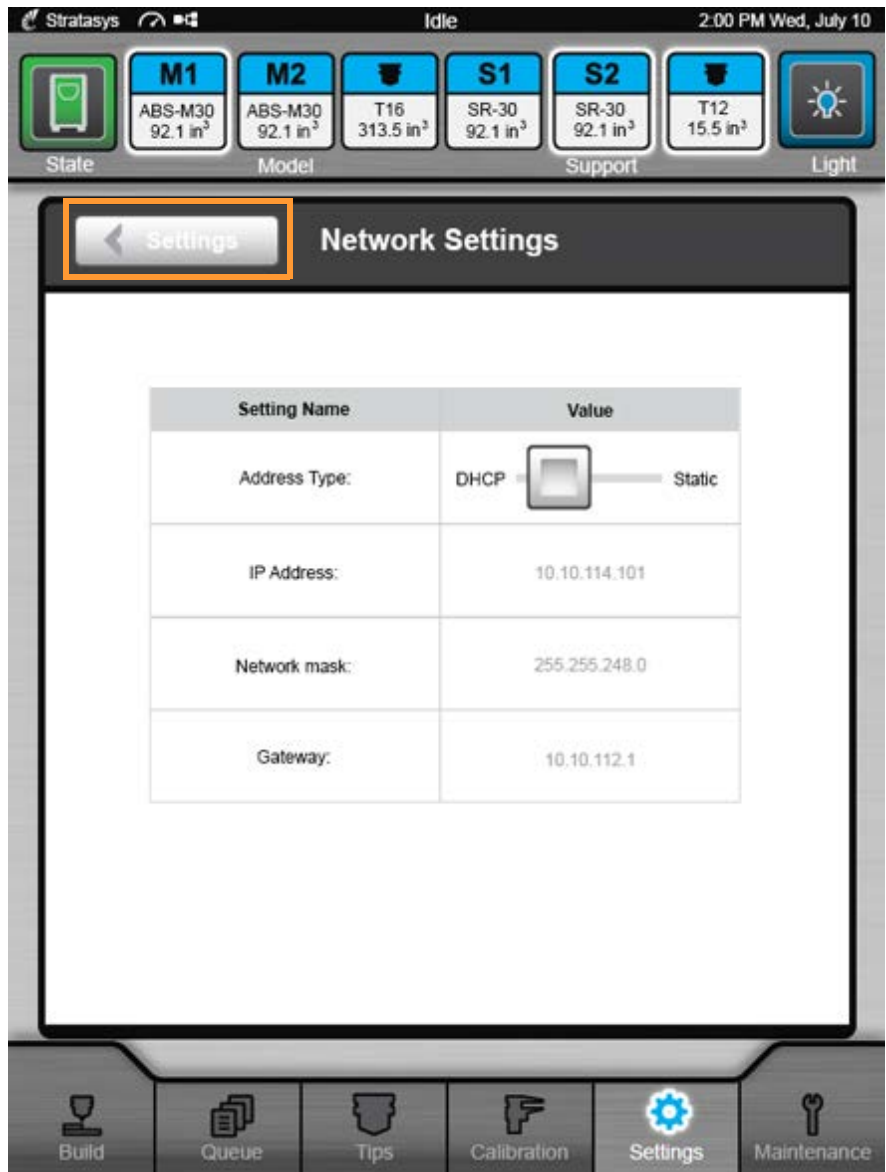 Stratasys Idle 2:00 PM Wed, July 10
M1 M2 S1 S2
ABS-M30 ABS-M30 T16 SR-30 SR-30 T12
92.1 in³ 92.1 in³ 313.5 in³ 92.1 in³ 92.1 in³ 15.5 in³
State Model Support Light
Settings Network Settings
Setting Name Value
Address Type: DHCP Static
IP Address: 10.10.114.101
Network mask: 255.255.248.0
Gateway: 10.10.112.1
Build Queue Tips Calibration Settings Maintenance